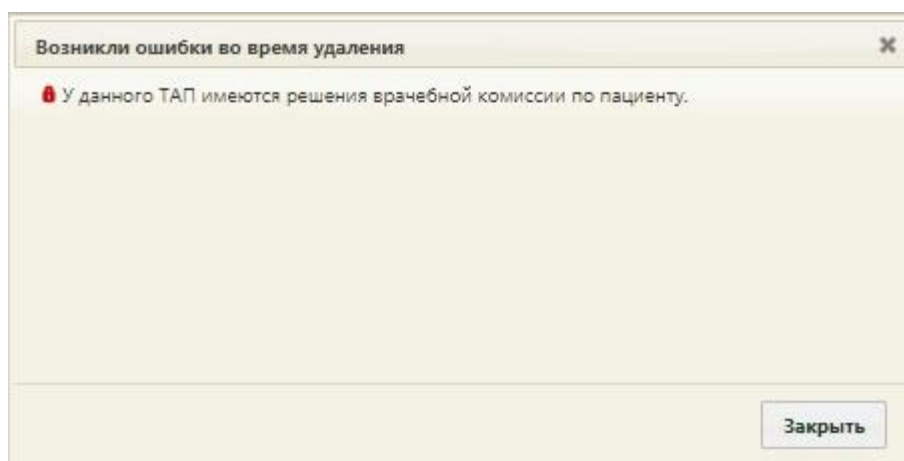 Возникли ошибки во время удаления
У данного ТАП имеются решения врачебной комиссии по пациенту.
Закрыть